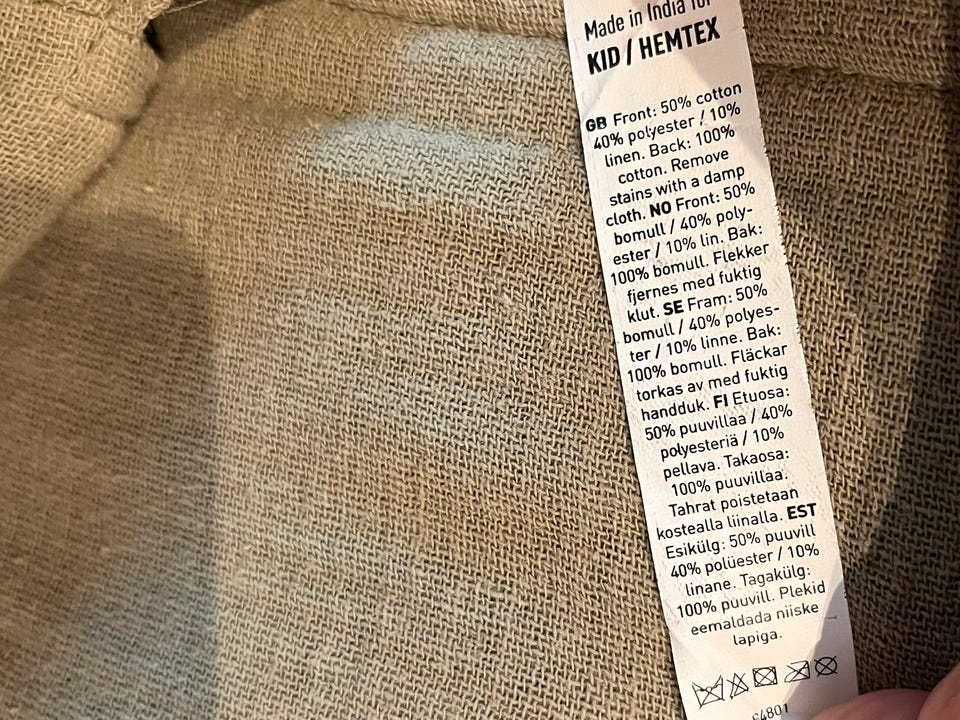 Made in India for
KID / HEMTEX
GB Front: 50% cotton
40% polyester / 10%
linen. Back: 100%
cotton. Remove
stains with a damp
cloth. NO Front: 50%
bomull / 40% poly-
ester / 10% lin. Bak:
100% bomull. Flekker
fjernes med fuktig
klut. SE Fram: 50%
bomull / 40% polyes-
ter / 10% linne. Bak:
100% bomull. Fläckar
torkas av med fuktig
handduk. FI Etuosa:
50% puuvillaa / 40%
polyesteriä / 10%
pellava. Takaosa:
100% puuvillaa.
Tahrat poistetaan
kostealla liinalla. EST
Esikülg: 50% puuvill
40% polüester / 10%
linane. Tagakülg:
100% puuvill. Plekid
eemaldada niiske
lapiga.